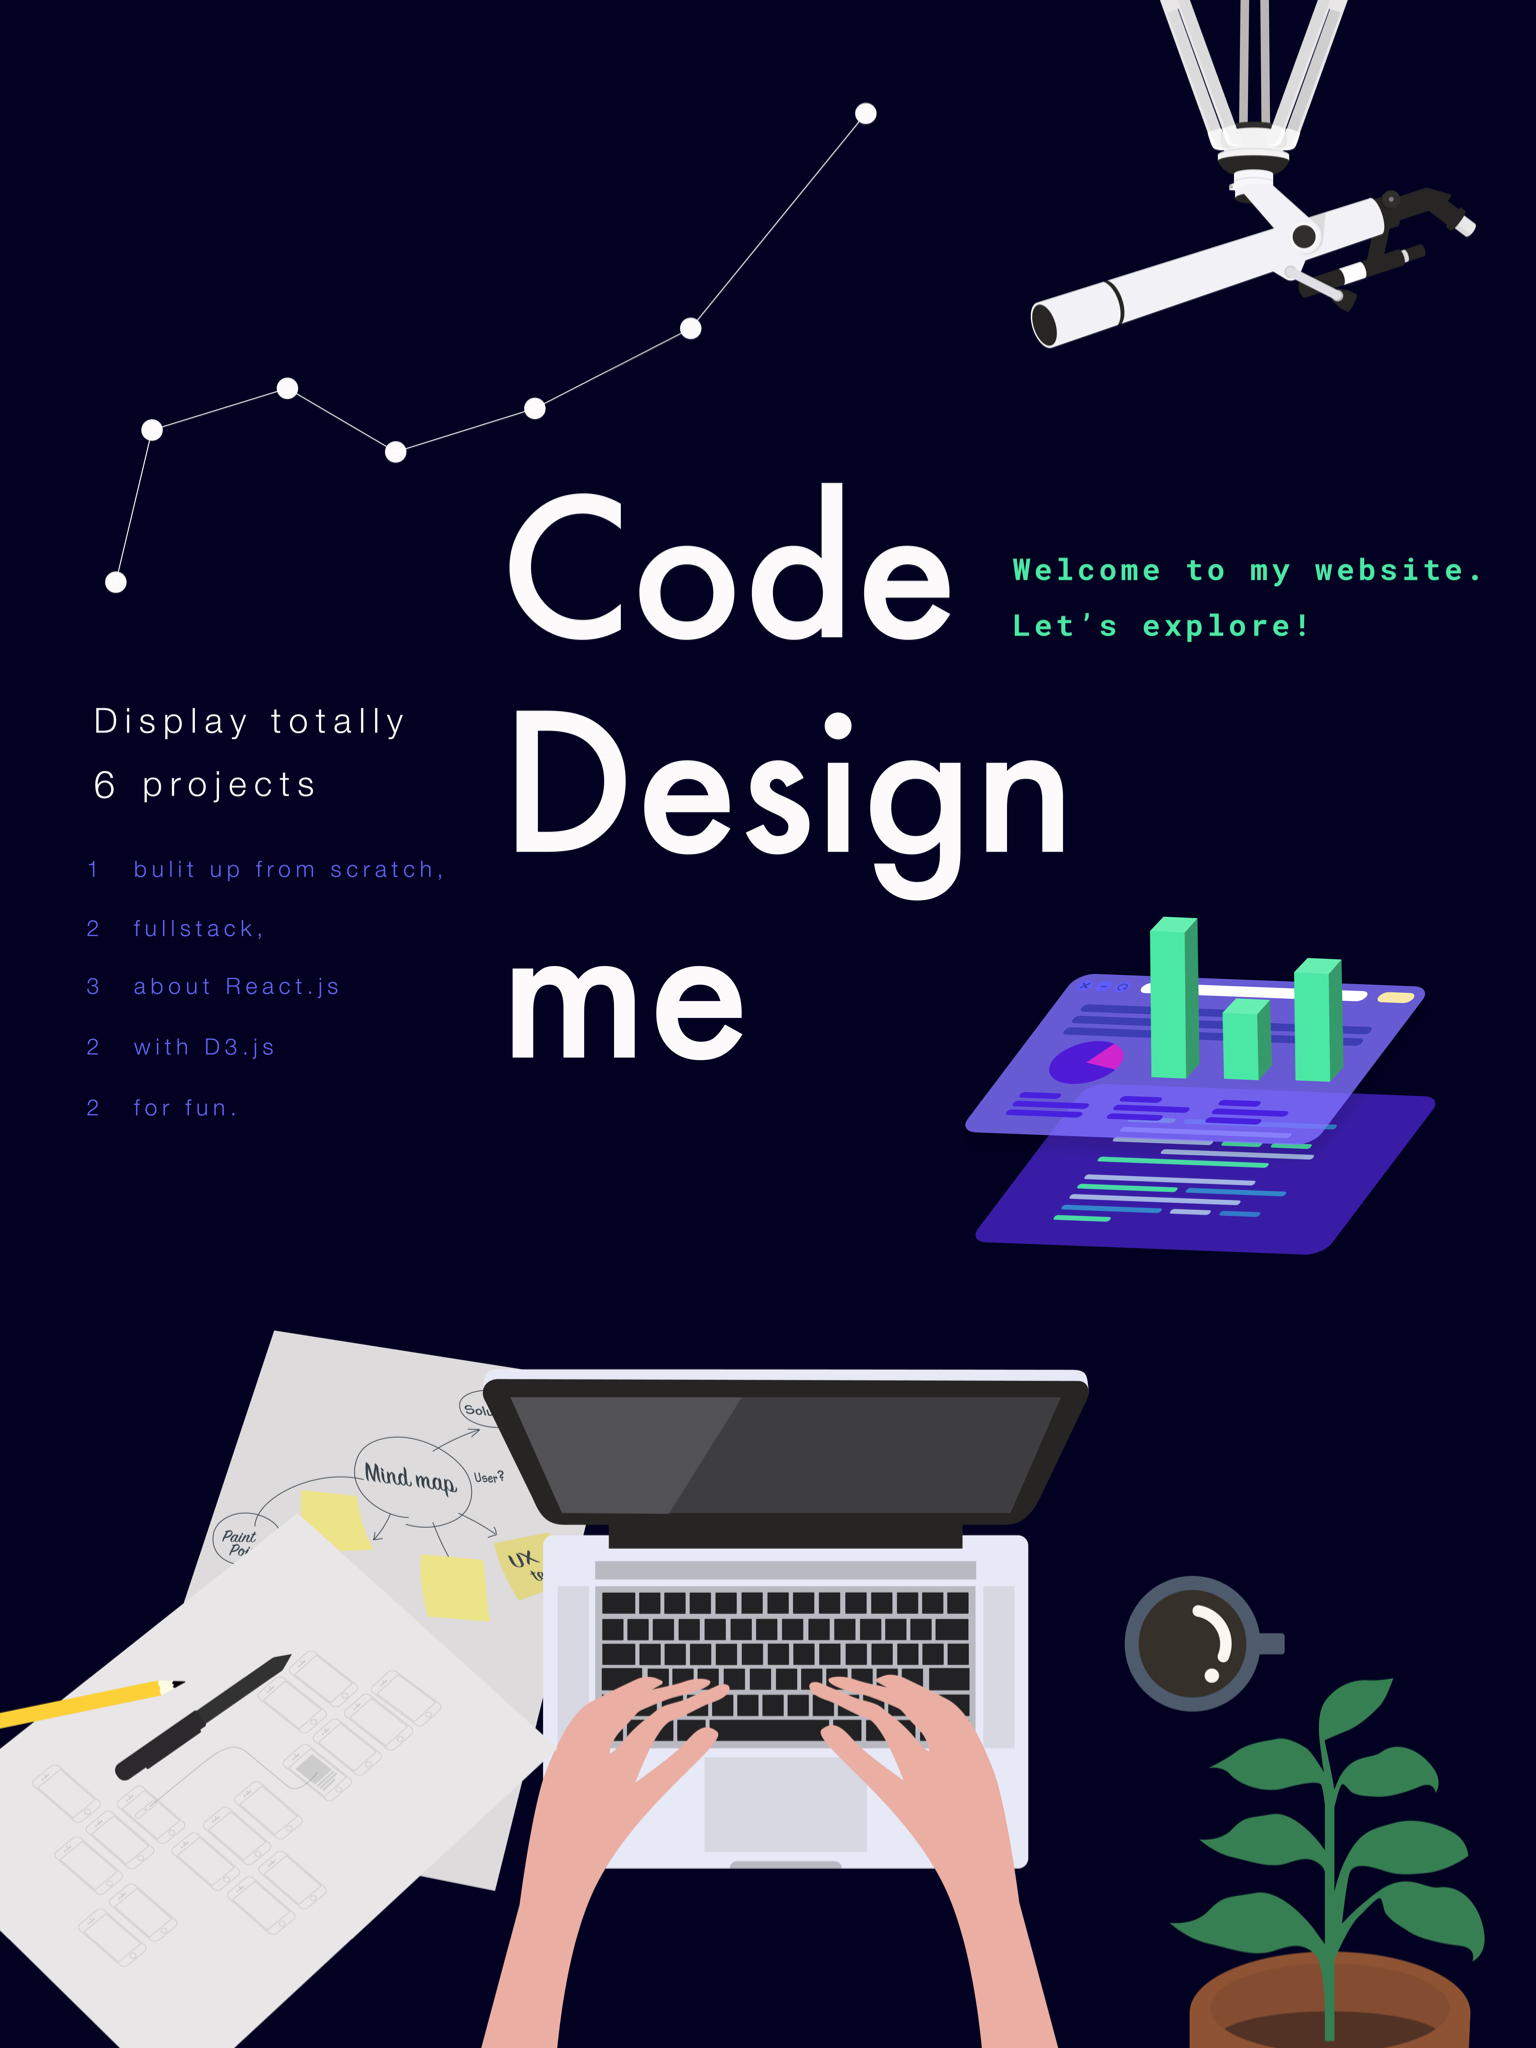 Code
Welcome to my website.
Let’s explore!
Design
me
Display totally
6 projects
1 bulit up from scratch,
2 fullstack,
3 about React.js
2 with D3.js
2 for fun.
Mind map
User?
Paint
UX